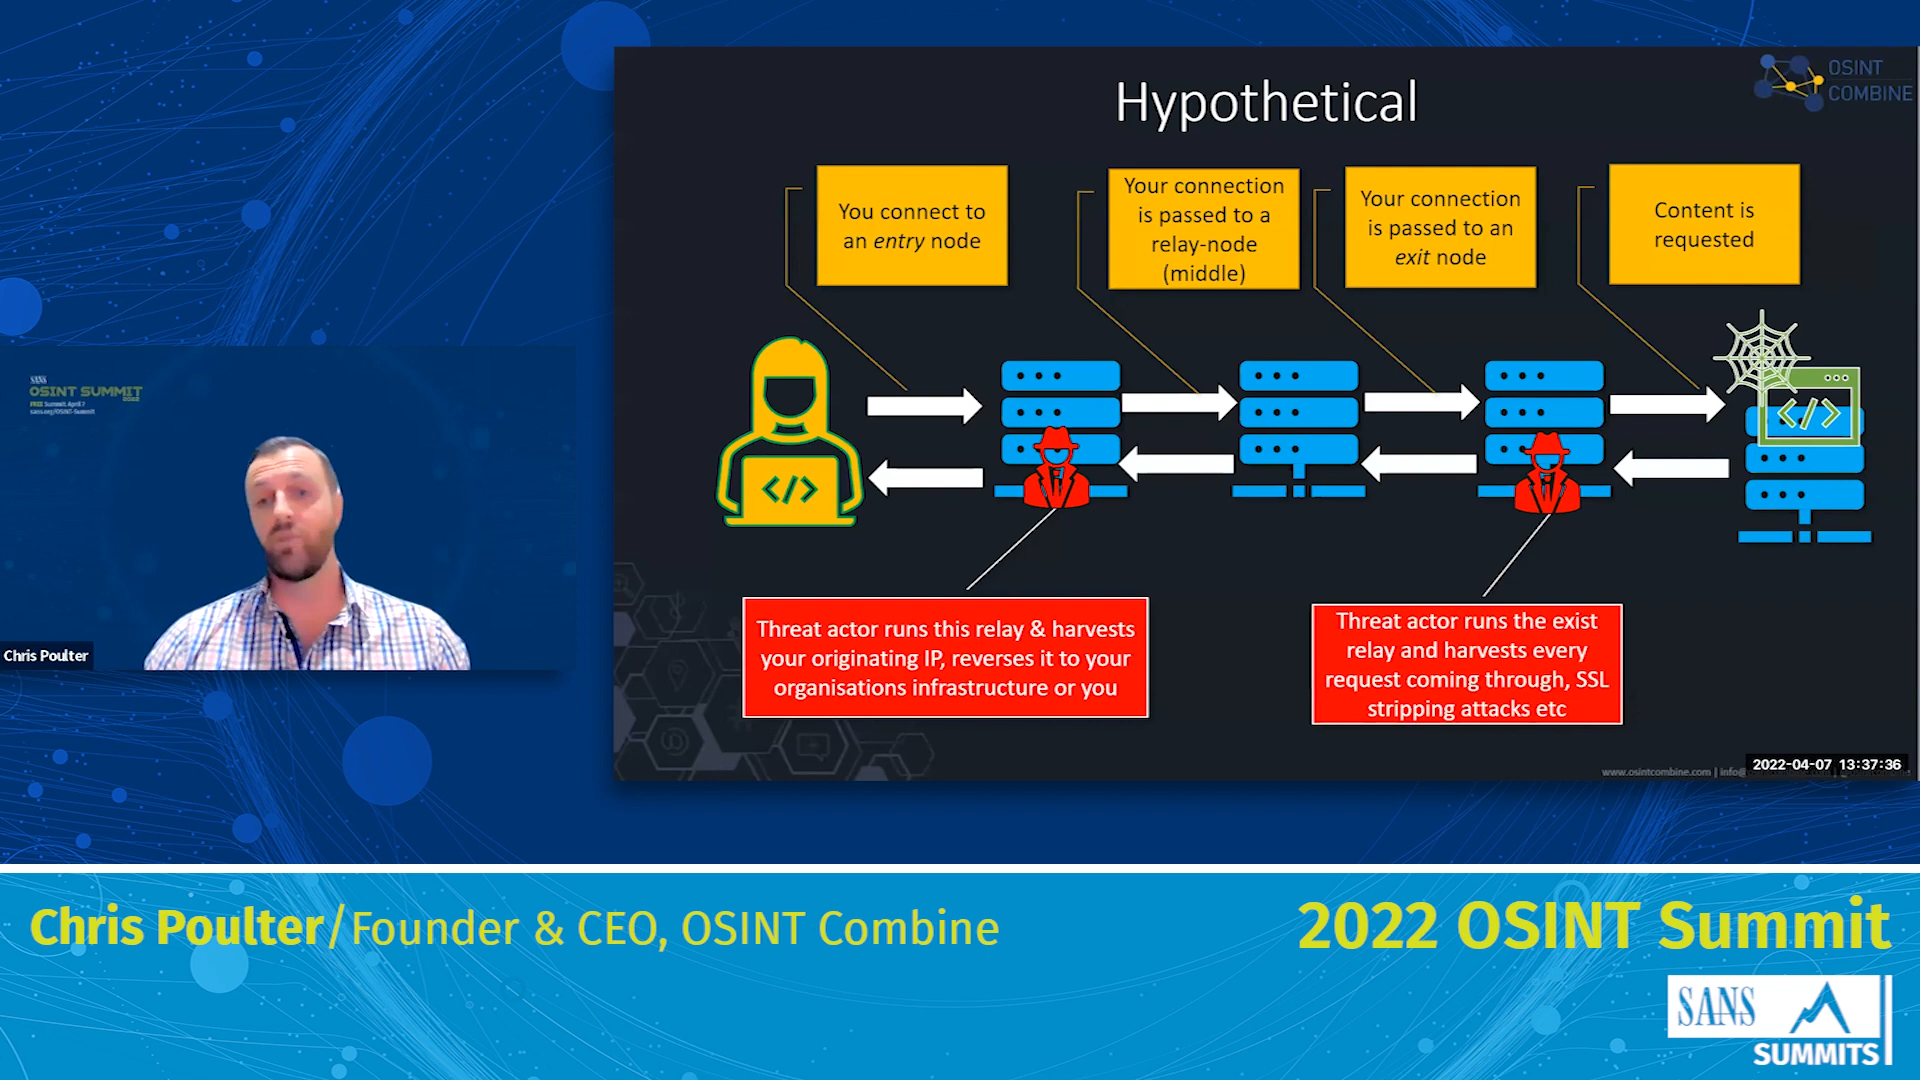 Hypothetical
OSINT
COMBINE
You connect to
an entry node
Your connection
is passed to a
relay-node
(middle)
Your connection
is passed to an
exit node
Content is
requested
</>
</>
SANS
OSINT SUMMIT
2022
FREE Summit April 7
sans.org/OSINT-Summit
Chris Poulter
Threat actor runs this relay & harvests
your originating IP, reverses it to your
organisations infrastructure or you
Threat actor runs the exist
relay and harvests every
request coming through, SSL
stripping attacks etc
www.osintcombine.com | info@
2022-04-07 13:37:36
Chris Poulter/Founder & CEO, OSINT Combine
2022 OSINT Summit
SANS
SUMMITS